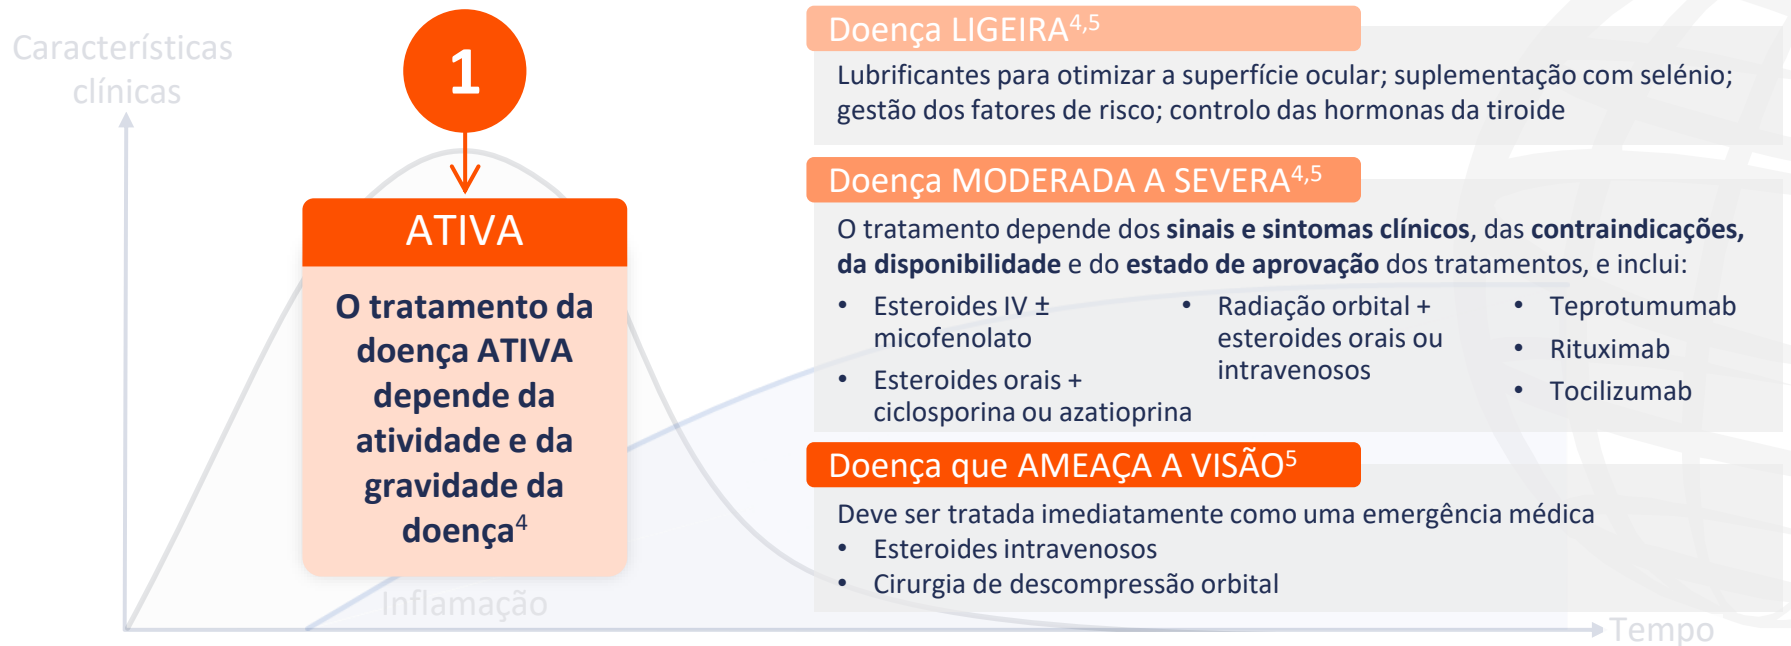 Características
clínicas
1
ATIVA
O tratamento da
doença ATIVA
depende da
atividade e da
gravidade da
doença4
Inflamação
Tempo
Doença LIGEIRA4,5
Lubrificantes para otimizar a superfície ocular; suplementação com selénio;
gestão dos fatores de risco; controlo das hormonas da tiroide
Doença MODERADA A SEVERA4,5
O tratamento depende dos sinais e sintomas clínicos, das contraindicações,
da disponibilidade e do estado de aprovação dos tratamentos, e inclui:
• Esteroides IV ±
micofenolato
• Esteroides orais +
ciclosporina ou azatioprina
• Radiação orbital +
esteroides orais ou
intravenosos
• Teprotumumab
• Rituximab
• Tocilizumab
Doença que AMEAÇA A VISÃO5
Deve ser tratada imediatamente como uma emergência médica
• Esteroides intravenosos
• Cirurgia de descompressão orbital